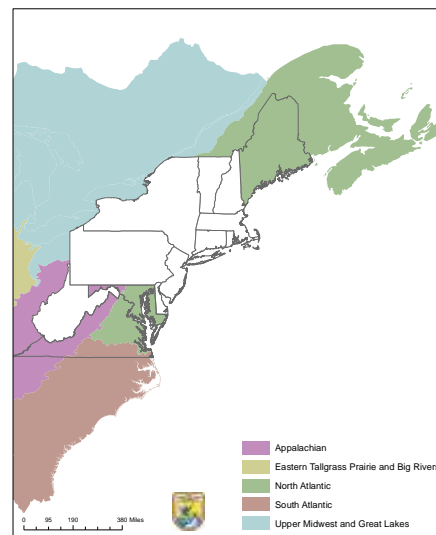 Appalachian
Eastern Tallgrass Prairie and Big Rivers
North Atlantic
South Atlantic
Upper Midwest and Great Lakes
0 95 190 380 Miles